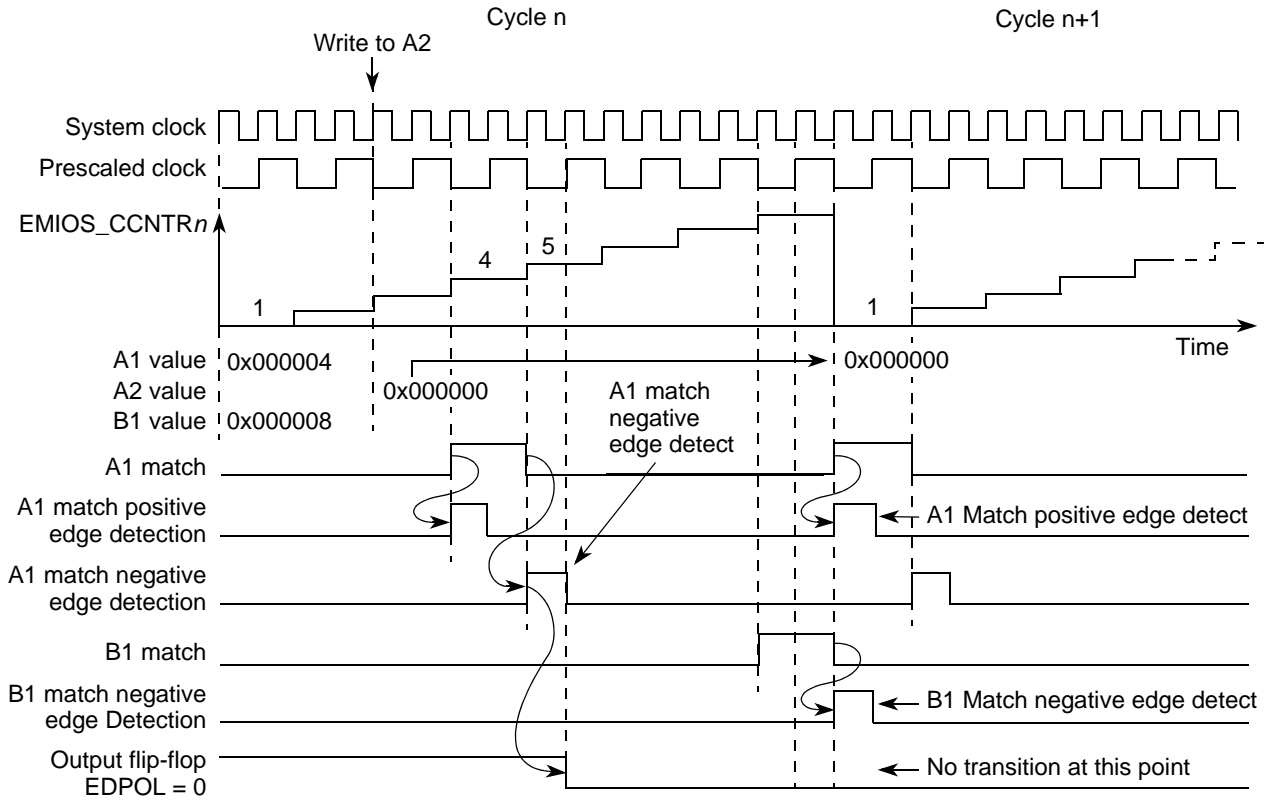 Cycle n
Cycle n+1
Write to A2
System clock
Prescaled clock
EMIOS_CCNTRn
4
5
1
1
Time
A1 value
0x000004
0x000000
A2 value
0x000000
B1 value
0x000008
A1 match
negative
edge detect
A1 match
A1 match positive
edge detection
A1 Match positive edge detect
A1 match negative
edge detection
B1 match
B1 match negative
edge Detection
B1 Match negative edge detect
Output flip-flop
EDPOL = 0
No transition at this point